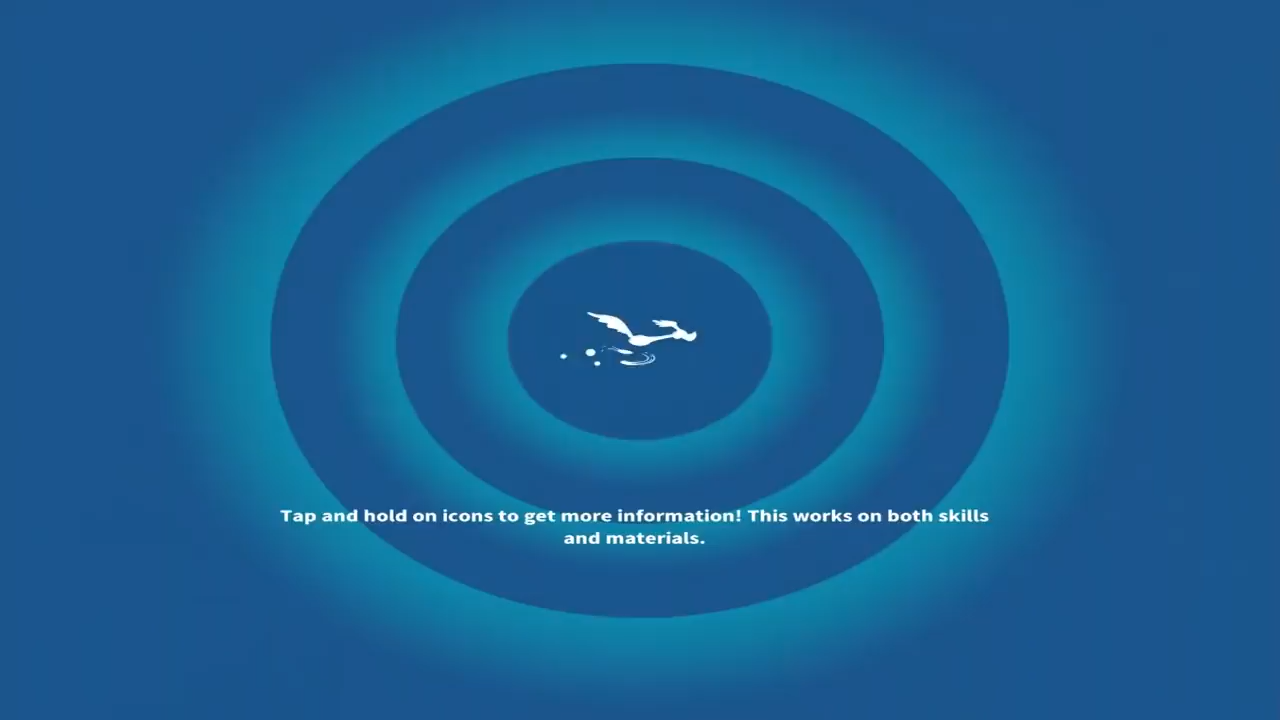 Tap and hold on icons to get more information! This works on both skills
and materials.